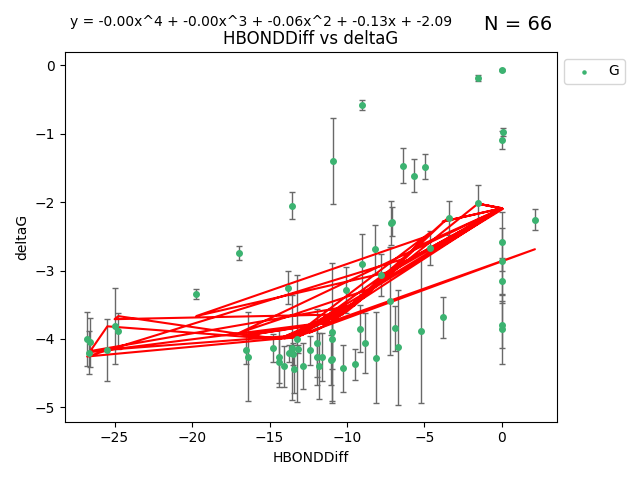 y = -0.00x^4 + -0.00x^3 + -0.06x^2 + -0.13x + -2.09
N = 66
HBONDDiff vs deltaG
G
deltaG
0
−1
−2
−3
−4
−5
−25
−20
−15
−10
−5
0
HBONDDiff